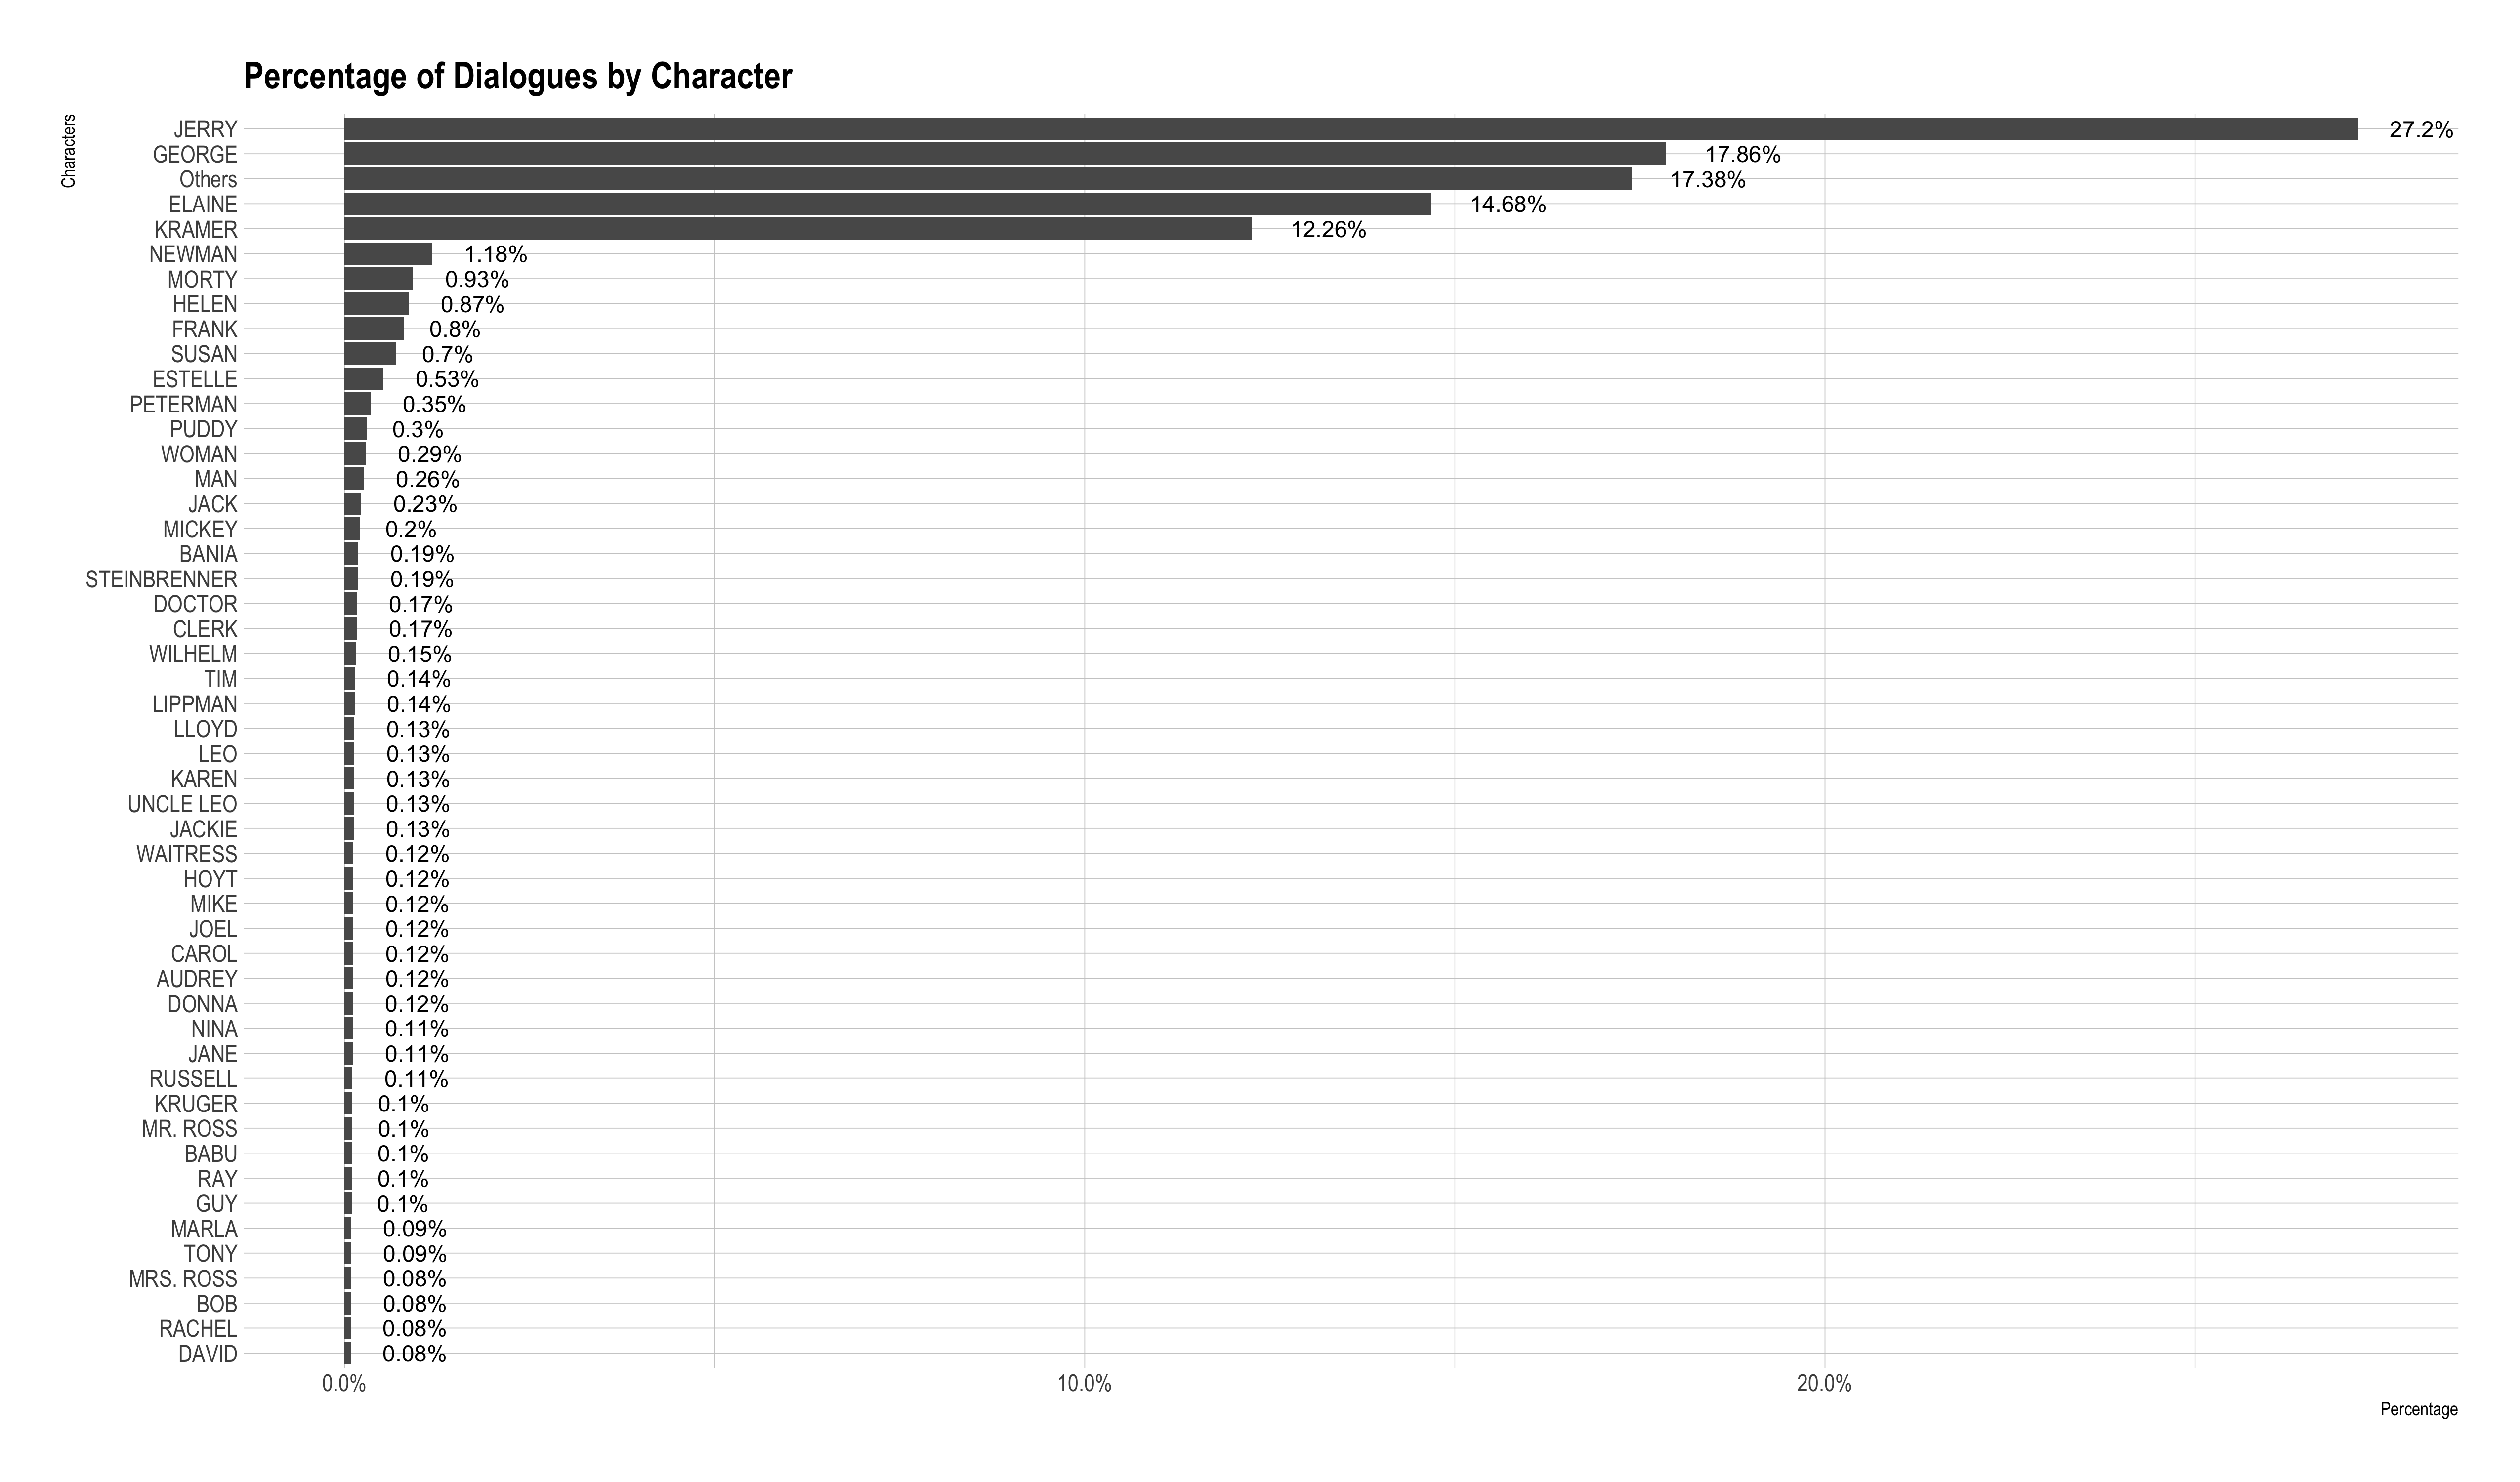 Percentage of Dialogues by Character
Characters
JERRY 27.2%
GEORGE 17.86%
Others 17.38%
ELAINE 14.68%
KRAMER 12.26%
NEWMAN 1.18%
MORTY 0.93%
HELEN 0.87%
FRANK 0.8%
SUSAN 0.7%
ESTELLE 0.53%
PETERMAN 0.35%
PUDDY 0.3%
WOMAN 0.29%
MAN 0.26%
JACK 0.23%
MICKEY 0.2%
BANIA 0.19%
STEINBRENNER 0.19%
DOCTOR 0.17%
CLERK 0.17%
WILHELM 0.15%
TIM 0.14%
LIPPMAN 0.14%
LLOYD 0.13%
LEO 0.13%
KAREN 0.13%
UNCLE LEO 0.13%
JACKIE 0.13%
WAITRESS 0.12%
HOYT 0.12%
MIKE 0.12%
JOEL 0.12%
CAROL 0.12%
AUDREY 0.12%
DONNA 0.12%
NINA 0.11%
JANE 0.11%
RUSSELL 0.11%
KRUGER 0.1%
MR. ROSS 0.1%
BABU 0.1%
RAY 0.1%
GUY 0.1%
MARLA 0.09%
TONY 0.09%
MRS. ROSS 0.08%
BOB 0.08%
RACHEL 0.08%
DAVID 0.08%
0.0% 10.0% 20.0%
Percentage